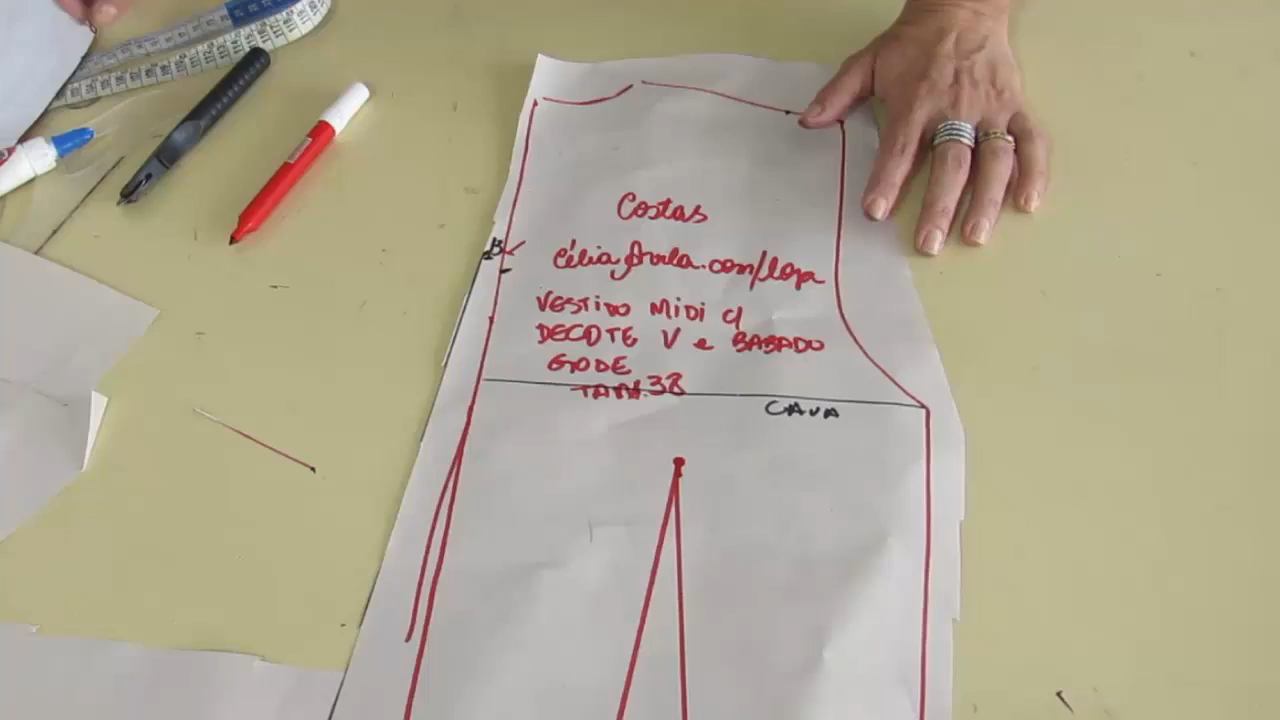 Costas
Célia Ávila.com/loja
VESTIDO MIDI C/
DECOTE V e BABADO
GODE
TAM.38
CAVA